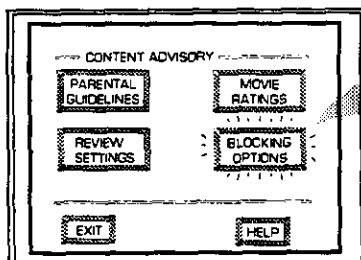 CONTENT ADVISORY
PARENTAL
GUIDELINES
MOVIE
RATINGS
REVIEW
SETTINGS
BLOCKING
OPTIONS
EXIT
HELP